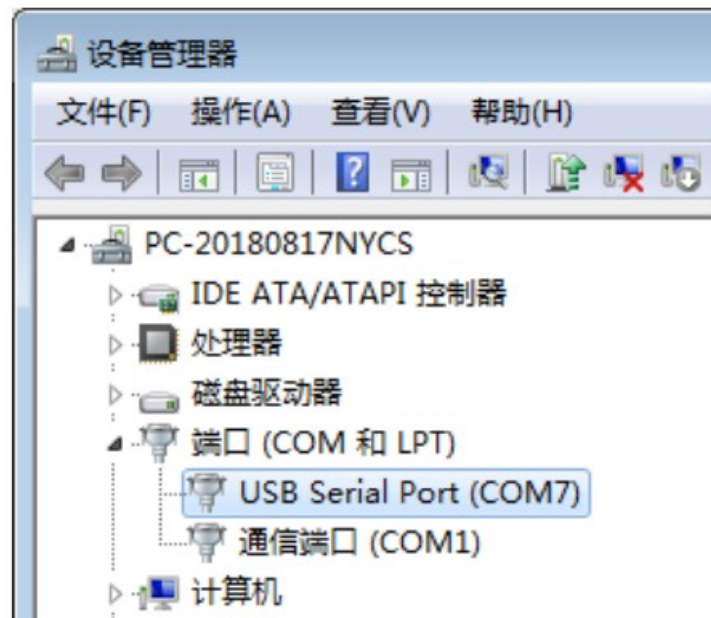 设备管理器
文件(F) 操作(A) 查看(V) 帮助(H)
?
PC-20180817NYCS
IDE ATA/ATAPI 控制器
处理器
磁盘驱动器
端口 (COM 和 LPT)
USB Serial Port (COM7)
通信端口 (COM1)
计算机